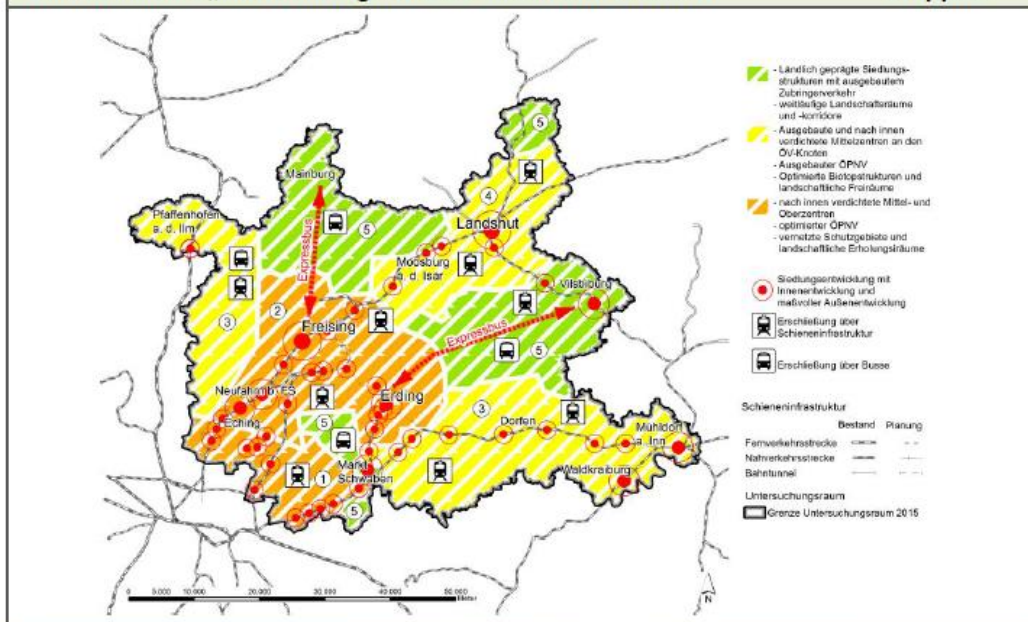 Mainburg
Pfaffenhofen
a. d. Ilm
Expressbus
5
5
4
Landshut
Moosburg
a. d. Isar
Vilsbiburg
3
2
Freising
Expressbus
5
Neufahrn b. FS
Erding
Eching
5
3
Dorfen
Mühldorf
a. Inn
Markt
Schwaben
1
Waldkraiburg
5
0
10.000
20.000
30.000
40.000
50.000
Meter
N
- Ländlich geprägte Siedlungs-
strukturen mit ausgebautem
Zubringerverkehr
- weitläufige Landschaftsräume
und -korridore
- Ausgebaute und nach innen
verdichtete Mittelzentren an den
ÖV-Knoten
- Ausgebauter ÖPNV
- Optimierte Biotopstrukturen und
landschaftliche Freiräume
- nach innen verdichtete Mittel- und
Oberzentren
- optimierter ÖPNV
- vernetzte Schutzgebiete und
landschaftliche Erholungsräume
Siedlungsentwicklung mit
Innenentwicklung und
maßvoller Außenentwicklung
Erschließung über
Schieneninfrastruktur
Erschließung über Busse
Schieneninfrastruktur
Bestand Planung
Fernverkehrsstrecke
Nahverkehrsstrecke
Bahntunnel
Untersuchungsraum
Grenze Untersuchungsraum 2015